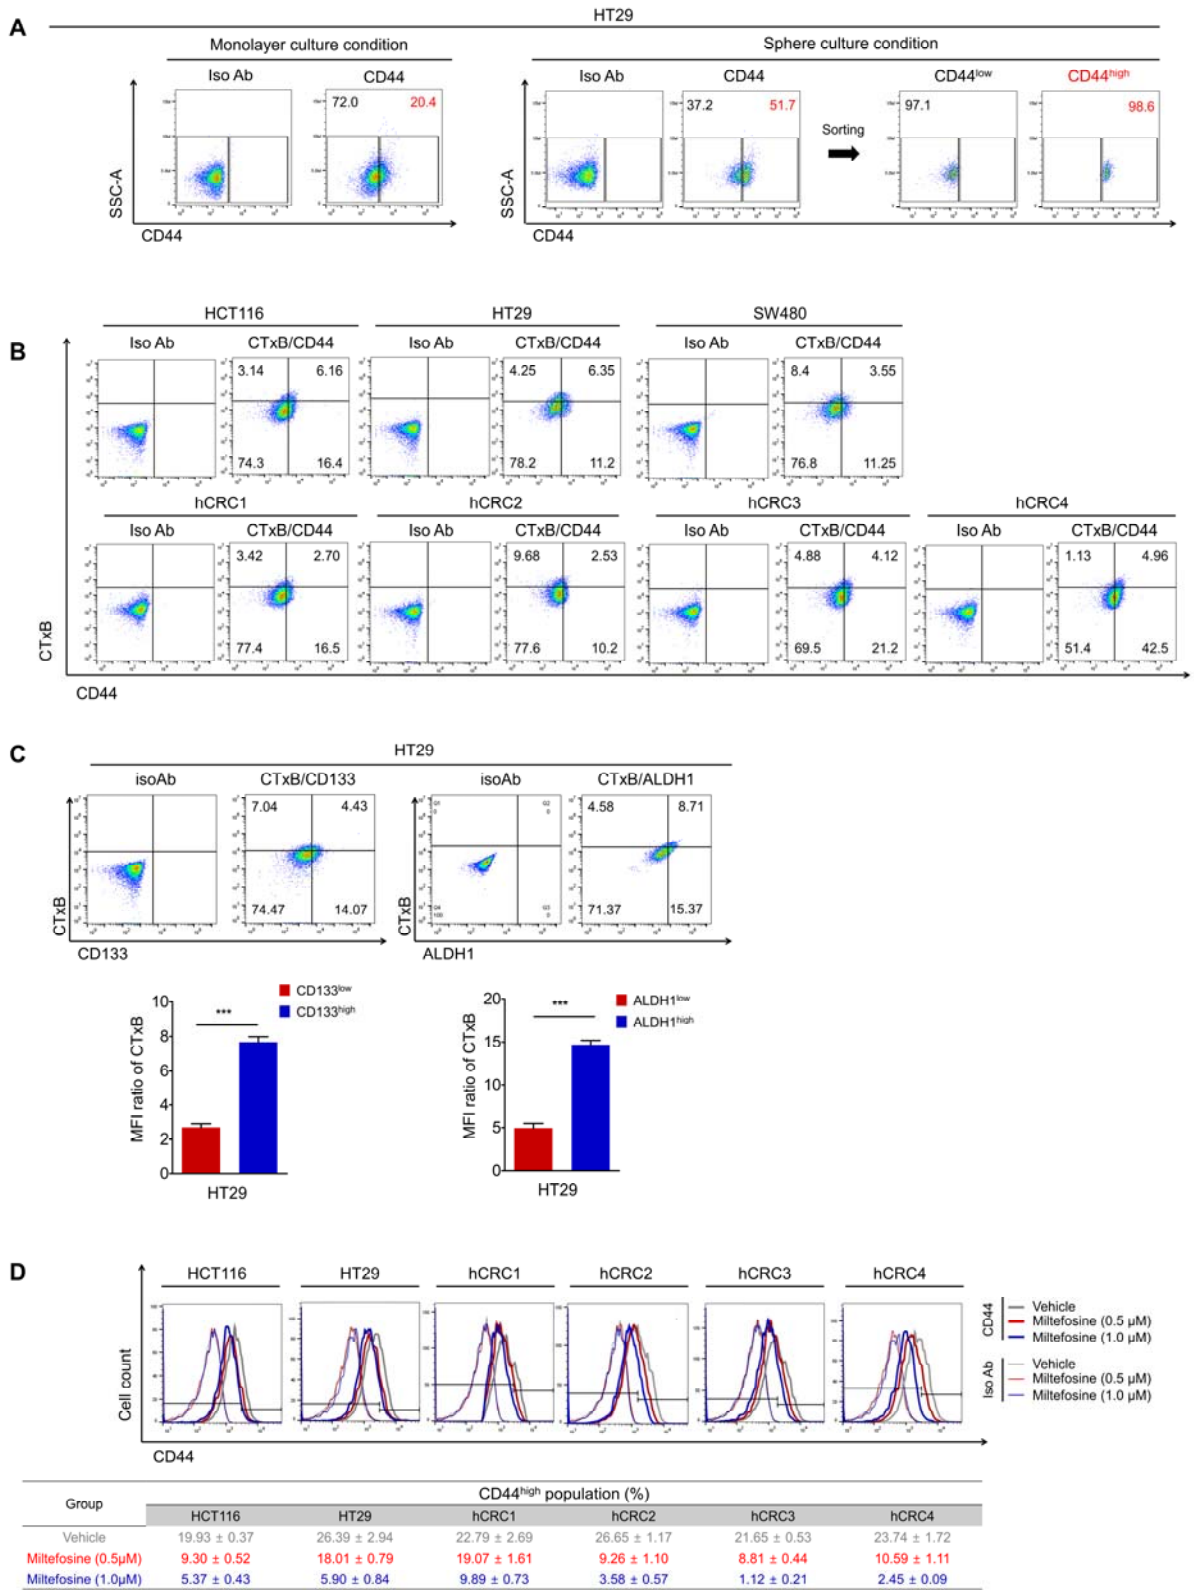 A
HT29
Monolayer culture condition
Sphere culture condition
Iso Ab
CD44
Iso Ab
CD44
CD44low
CD44high
72.0
20.4
37.2
51.7
Sorting
97.1
98.6
SSC-A
CD44
SSC-A
CD44
B
HCT116
HT29
SW480
Iso Ab
CTxB/CD44
Iso Ab
CTxB/CD44
Iso Ab
CTxB/CD44
3.14
6.16
4.25
6.35
8.4
3.55
74.3
16.4
78.2
11.2
76.8
11.25
hCRC1
hCRC2
hCRC3
hCRC4
Iso Ab
CTxB/CD44
Iso Ab
CTxB/CD44
Iso Ab
CTxB/CD44
Iso Ab
CTxB/CD44
3.42
2.70
9.68
2.53
4.88
4.12
1.13
4.96
77.4
16.5
77.6
10.2
69.5
21.2
51.4
42.5
CTxB
CD44
C
HT29
isoAb
CTxB/CD133
isoAb
CTxB/ALDH1
7.04
4.43
4.58
8.71
74.47
14.07
71.37
15.37
CTxB
CD133
CTxB
ALDH1
CD133low
CD133high
ALDH1low
ALDH1high
***
***
MFI ratio of CTxB
10
8
6
4
2
0
HT29
MFI ratio of CTxB
20
15
10
5
0
HT29
D
HCT116
HT29
hCRC1
hCRC2
hCRC3
hCRC4
Cell count
CD44
CD44
Vehicle
Miltefosine (0.5 μM)
Miltefosine (1.0 μM)
Iso Ab
Vehicle
Miltefosine (0.5 μM)
Miltefosine (1.0 μM)
Group
CD44high population (%)
HCT116 HT29 hCRC1 hCRC2 hCRC3 hCRC4
Vehicle 19.93 ± 0.37 26.39 ± 2.94 22.79 ± 2.69 26.65 ± 1.17 21.65 ± 0.53 23.74 ± 1.72
Miltefosine (0.5μM) 9.30 ± 0.52 18.01 ± 0.79 19.07 ± 1.61 9.26 ± 1.10 8.81 ± 0.44 10.59 ± 1.11
Miltefosine (1.0μM) 5.37 ± 0.43 5.90 ± 0.84 9.89 ± 0.73 3.58 ± 0.57 1.12 ± 0.21 2.45 ± 0.09